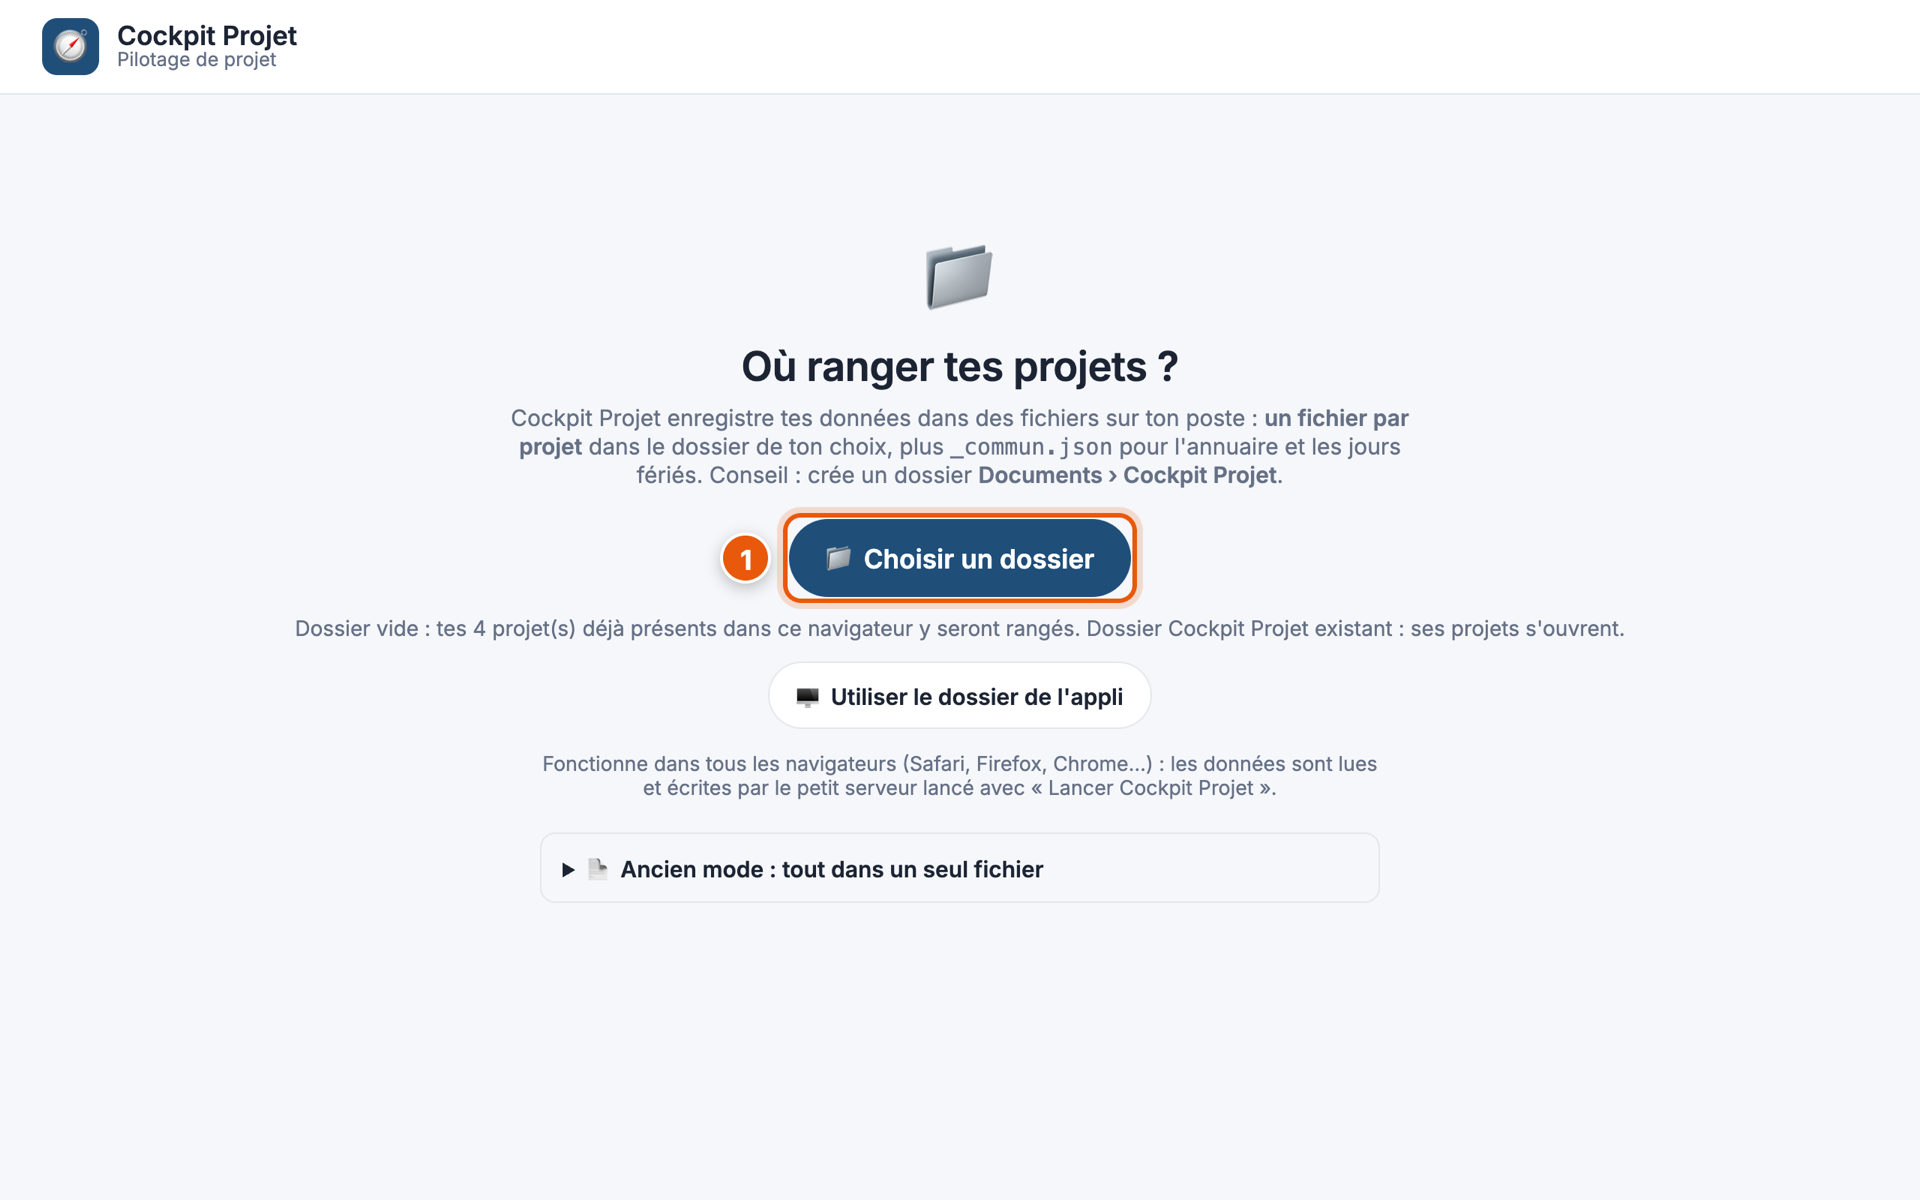 Cockpit Projet
Pilotage de projet
Où ranger tes projets ?
Cockpit Projet enregistre tes données dans des fichiers sur ton poste : un fichier par
projet dans le dossier de ton choix, plus _commun.json pour l'annuaire et les jours
fériés. Conseil : crée un dossier Documents › Cockpit Projet.
1
Choisir un dossier
Dossier vide : tes 4 projet(s) déjà présents dans ce navigateur y seront rangés. Dossier Cockpit Projet existant : ses projets s'ouvrent.
Utiliser le dossier de l'appli
Fonctionne dans tous les navigateurs (Safari, Firefox, Chrome…) : les données sont lues
et écrites par le petit serveur lancé avec « Lancer Cockpit Projet ».
Ancien mode : tout dans un seul fichier